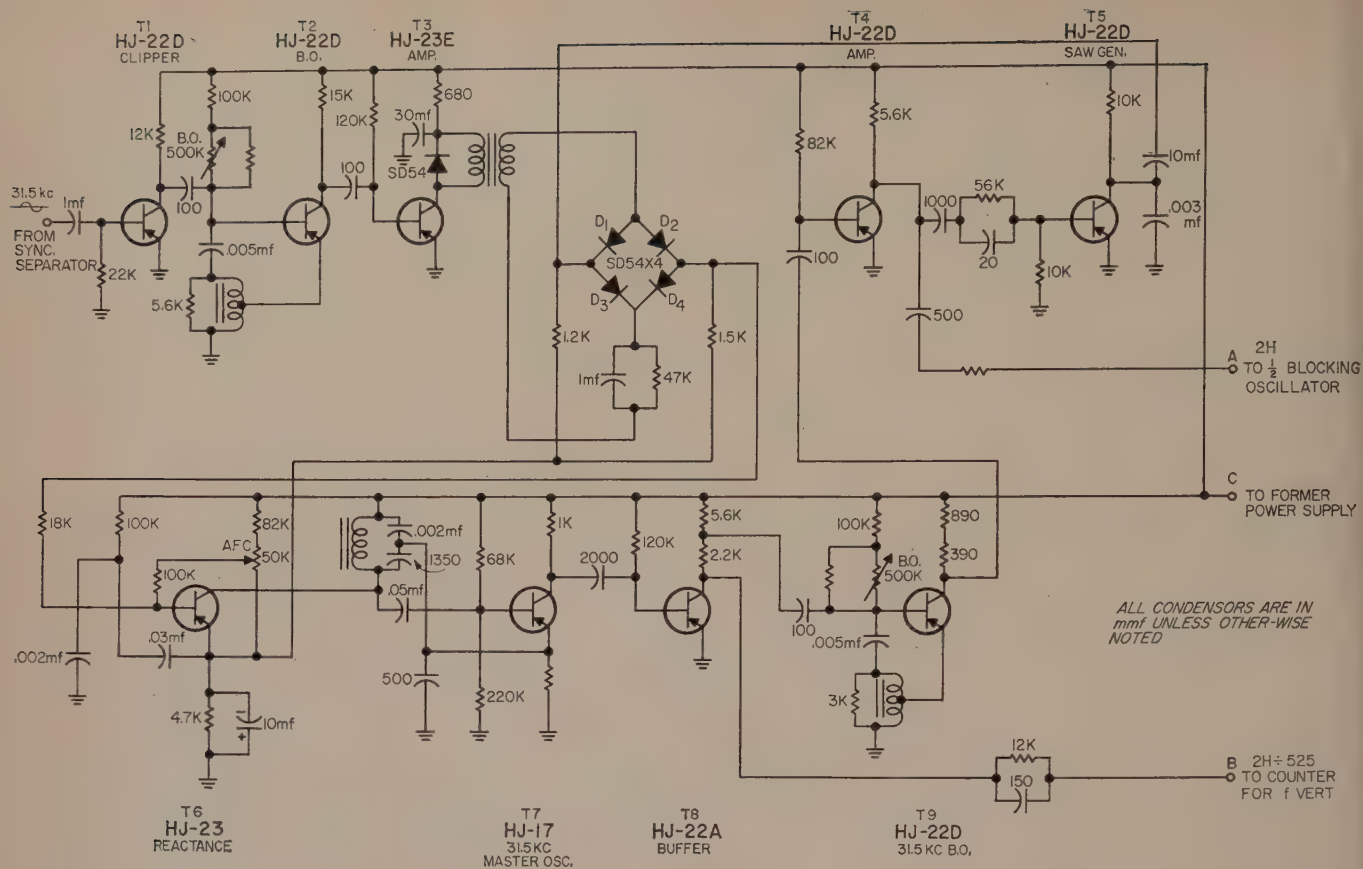 T1
HJ-22D
CLIPPER
T2
HJ-22D
B.O.
T3
HJ-23E
AMP.
T4
HJ-22D
AMP.
T5
HJ-22D
SAW GEN.
100K
12K
B.O.
500K
100
15K
120K
100
680
30mf
SD54
31.5 kc
1mf
FROM
SYNC.
SEPARATOR
22K
.005mf
5.6K
D1
D2
SD54X4
D3
D4
1.2K
1.5K
1mf
47K
82K
5.6K
100
1000
56K
20
10K
10K
10mf
.003
mf
500
A
2H
TO ½ BLOCKING
OSCILLATOR
C
TO FORMER
POWER SUPPLY
18K
100K
82K
AFC
50K
100K
.002mf
.03mf
4.7K
10mf
.002mf
1350
.05mf
500
68K
220K
1K
2000
120K
5.6K
2.2K
100
100K
B.O.
500K
890
390
.005mf
3K
ALL CONDENSORS ARE IN
mmf UNLESS OTHER-WISE
NOTED
12K
150
B
2H÷525
TO COUNTER
FOR f VERT
T6
HJ-23
REACTANCE
T7
HJ-17
31.5KC
MASTER OSC.
T8
HJ-22A
BUFFER
T9
HJ-22D
31.5 KC B.O.